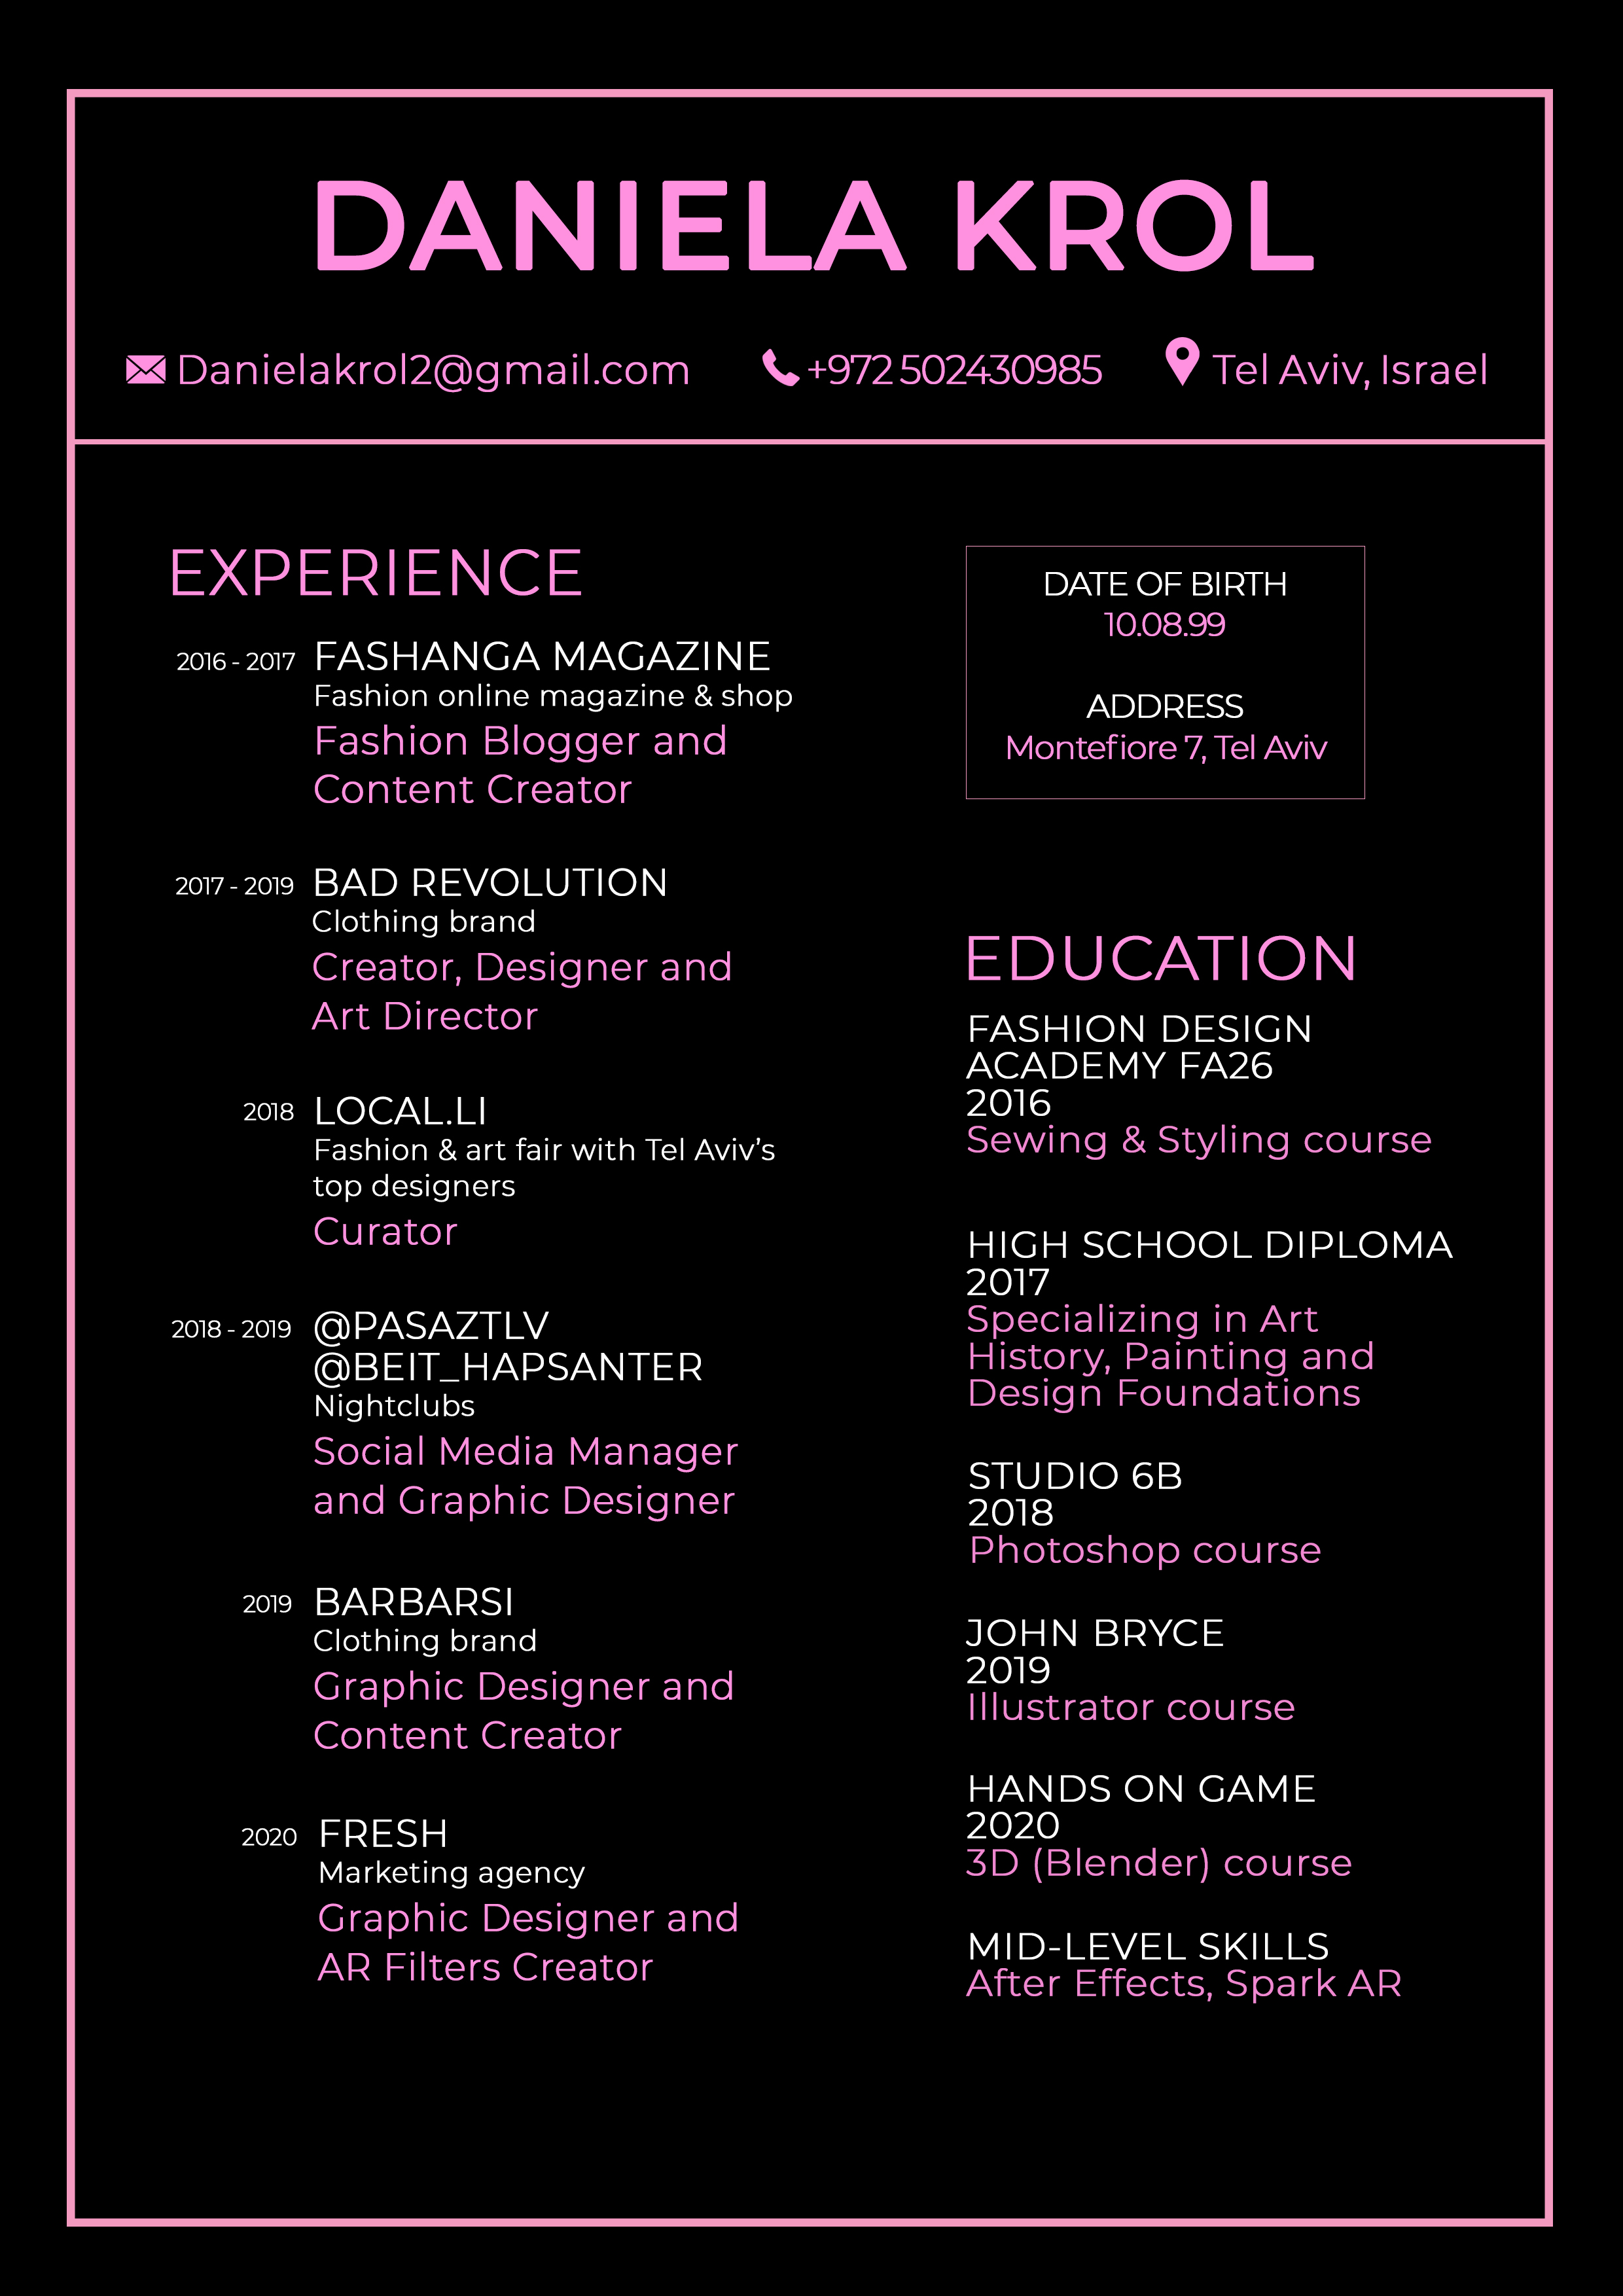 DANIELA KROL
Danielakrol2@gmail.com
+972 502430985
Tel Aviv, Israel
EXPERIENCE
2016 - 2017 FASHANGA MAGAZINE
Fashion online magazine & shop
Fashion Blogger and
Content Creator
2017 - 2019 BAD REVOLUTION
Clothing brand
Creator, Designer and
Art Director
2018 LOCAL.LI
Fashion & art fair with Tel Aviv’s
top designers
Curator
2018 - 2019 @PASAZTLV
@BEIT_HAPSANTER
Nightclubs
Social Media Manager
and Graphic Designer
2019 BARBARSI
Clothing brand
Graphic Designer and
Content Creator
2020 FRESH
Marketing agency
Graphic Designer and
AR Filters Creator
DATE OF BIRTH
10.08.99
ADDRESS
Montefiore 7, Tel Aviv
EDUCATION
FASHION DESIGN
ACADEMY FA26
2016
Sewing & Styling course
HIGH SCHOOL DIPLOMA
2017
Specializing in Art
History, Painting and
Design Foundations
STUDIO 6B
2018
Photoshop course
JOHN BRYCE
2019
Illustrator course
HANDS ON GAME
2020
3D (Blender) course
MID-LEVEL SKILLS
After Effects, Spark AR